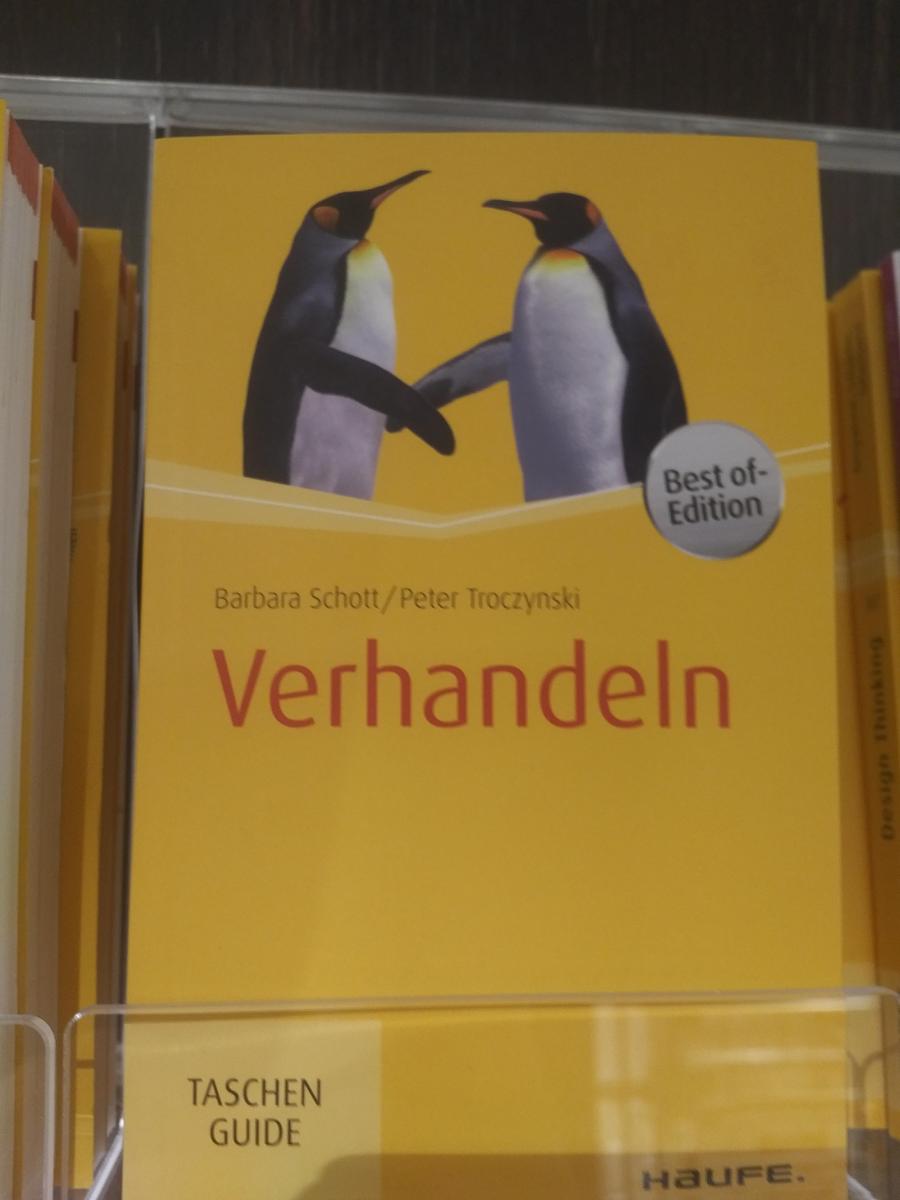 Best of-
Edition
Barbara Schott/Peter Troczynski
Verhandeln
TASCHEN
GUIDE
HAUFE.
Design Thinking